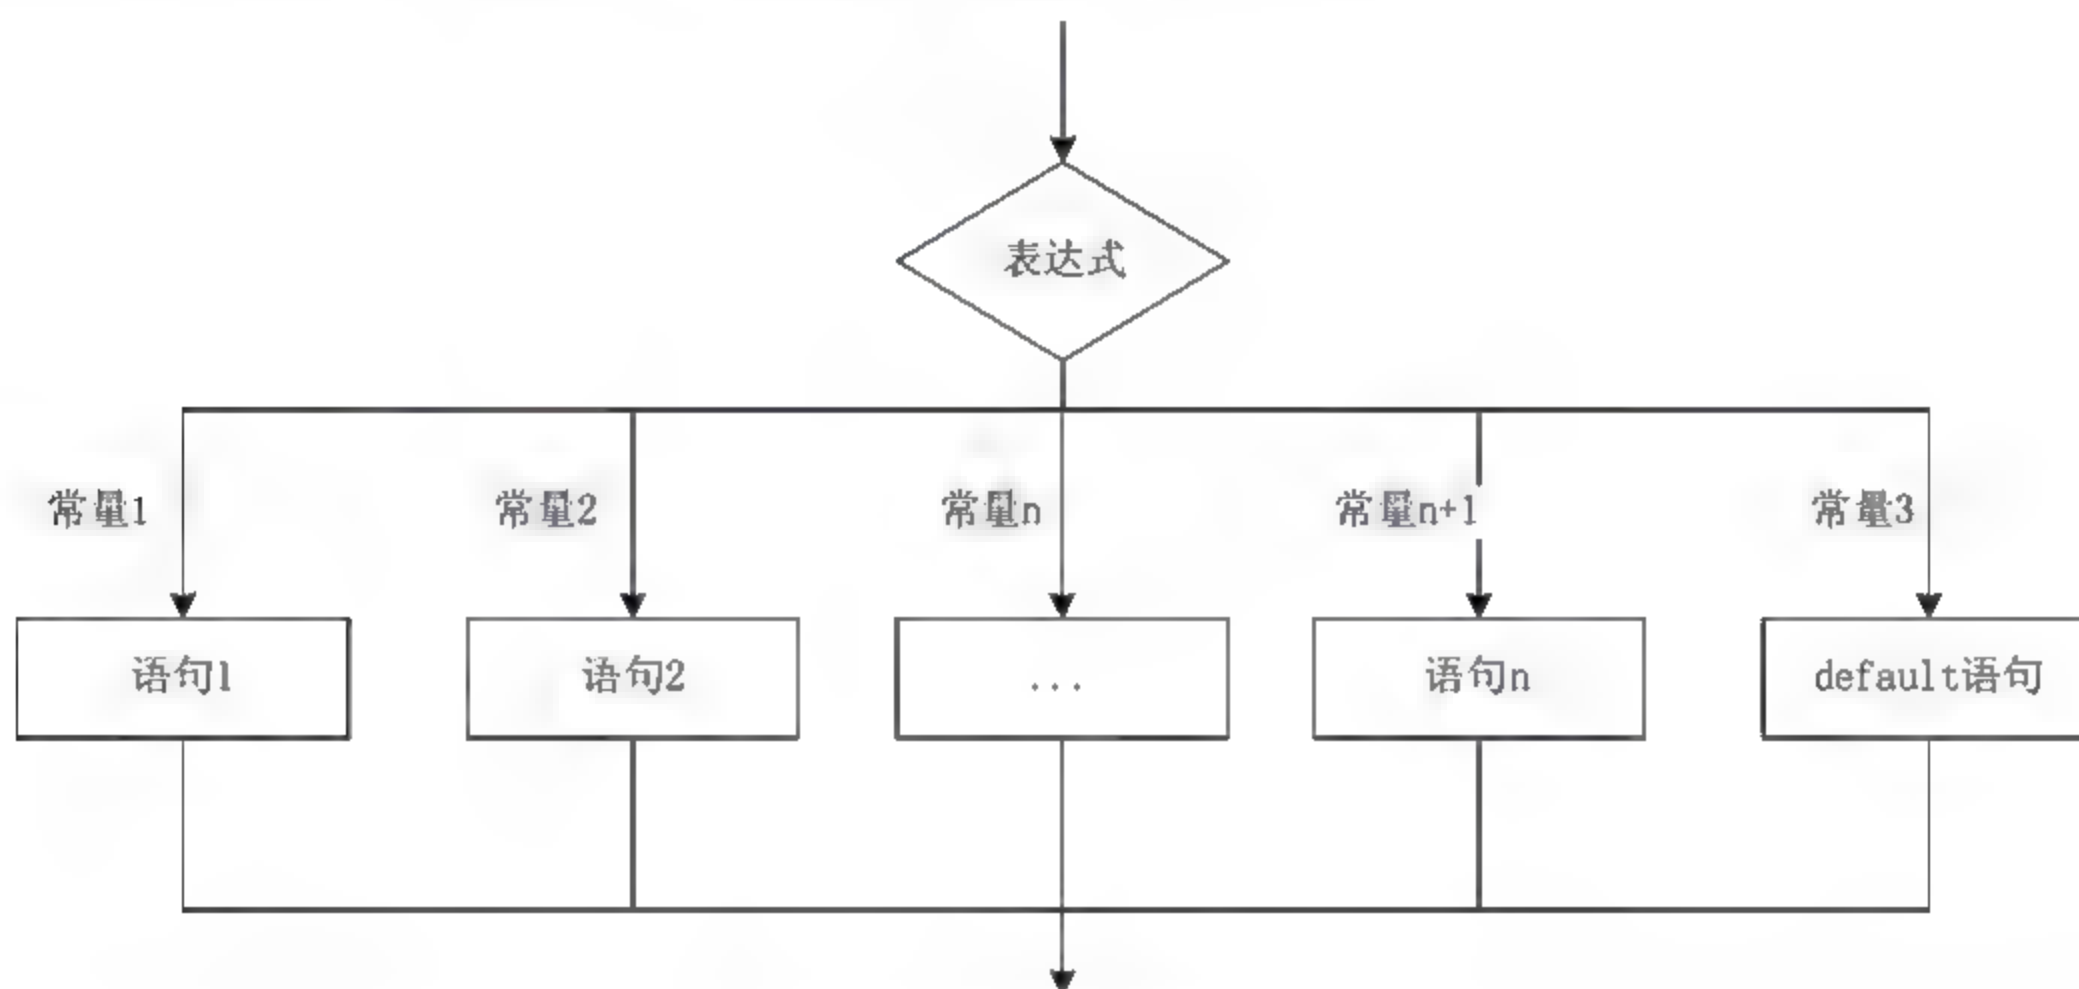 表达式
常量1
常量2
常量n
常量n+1
常量3
语句1
语句2
...
语句n
default语句